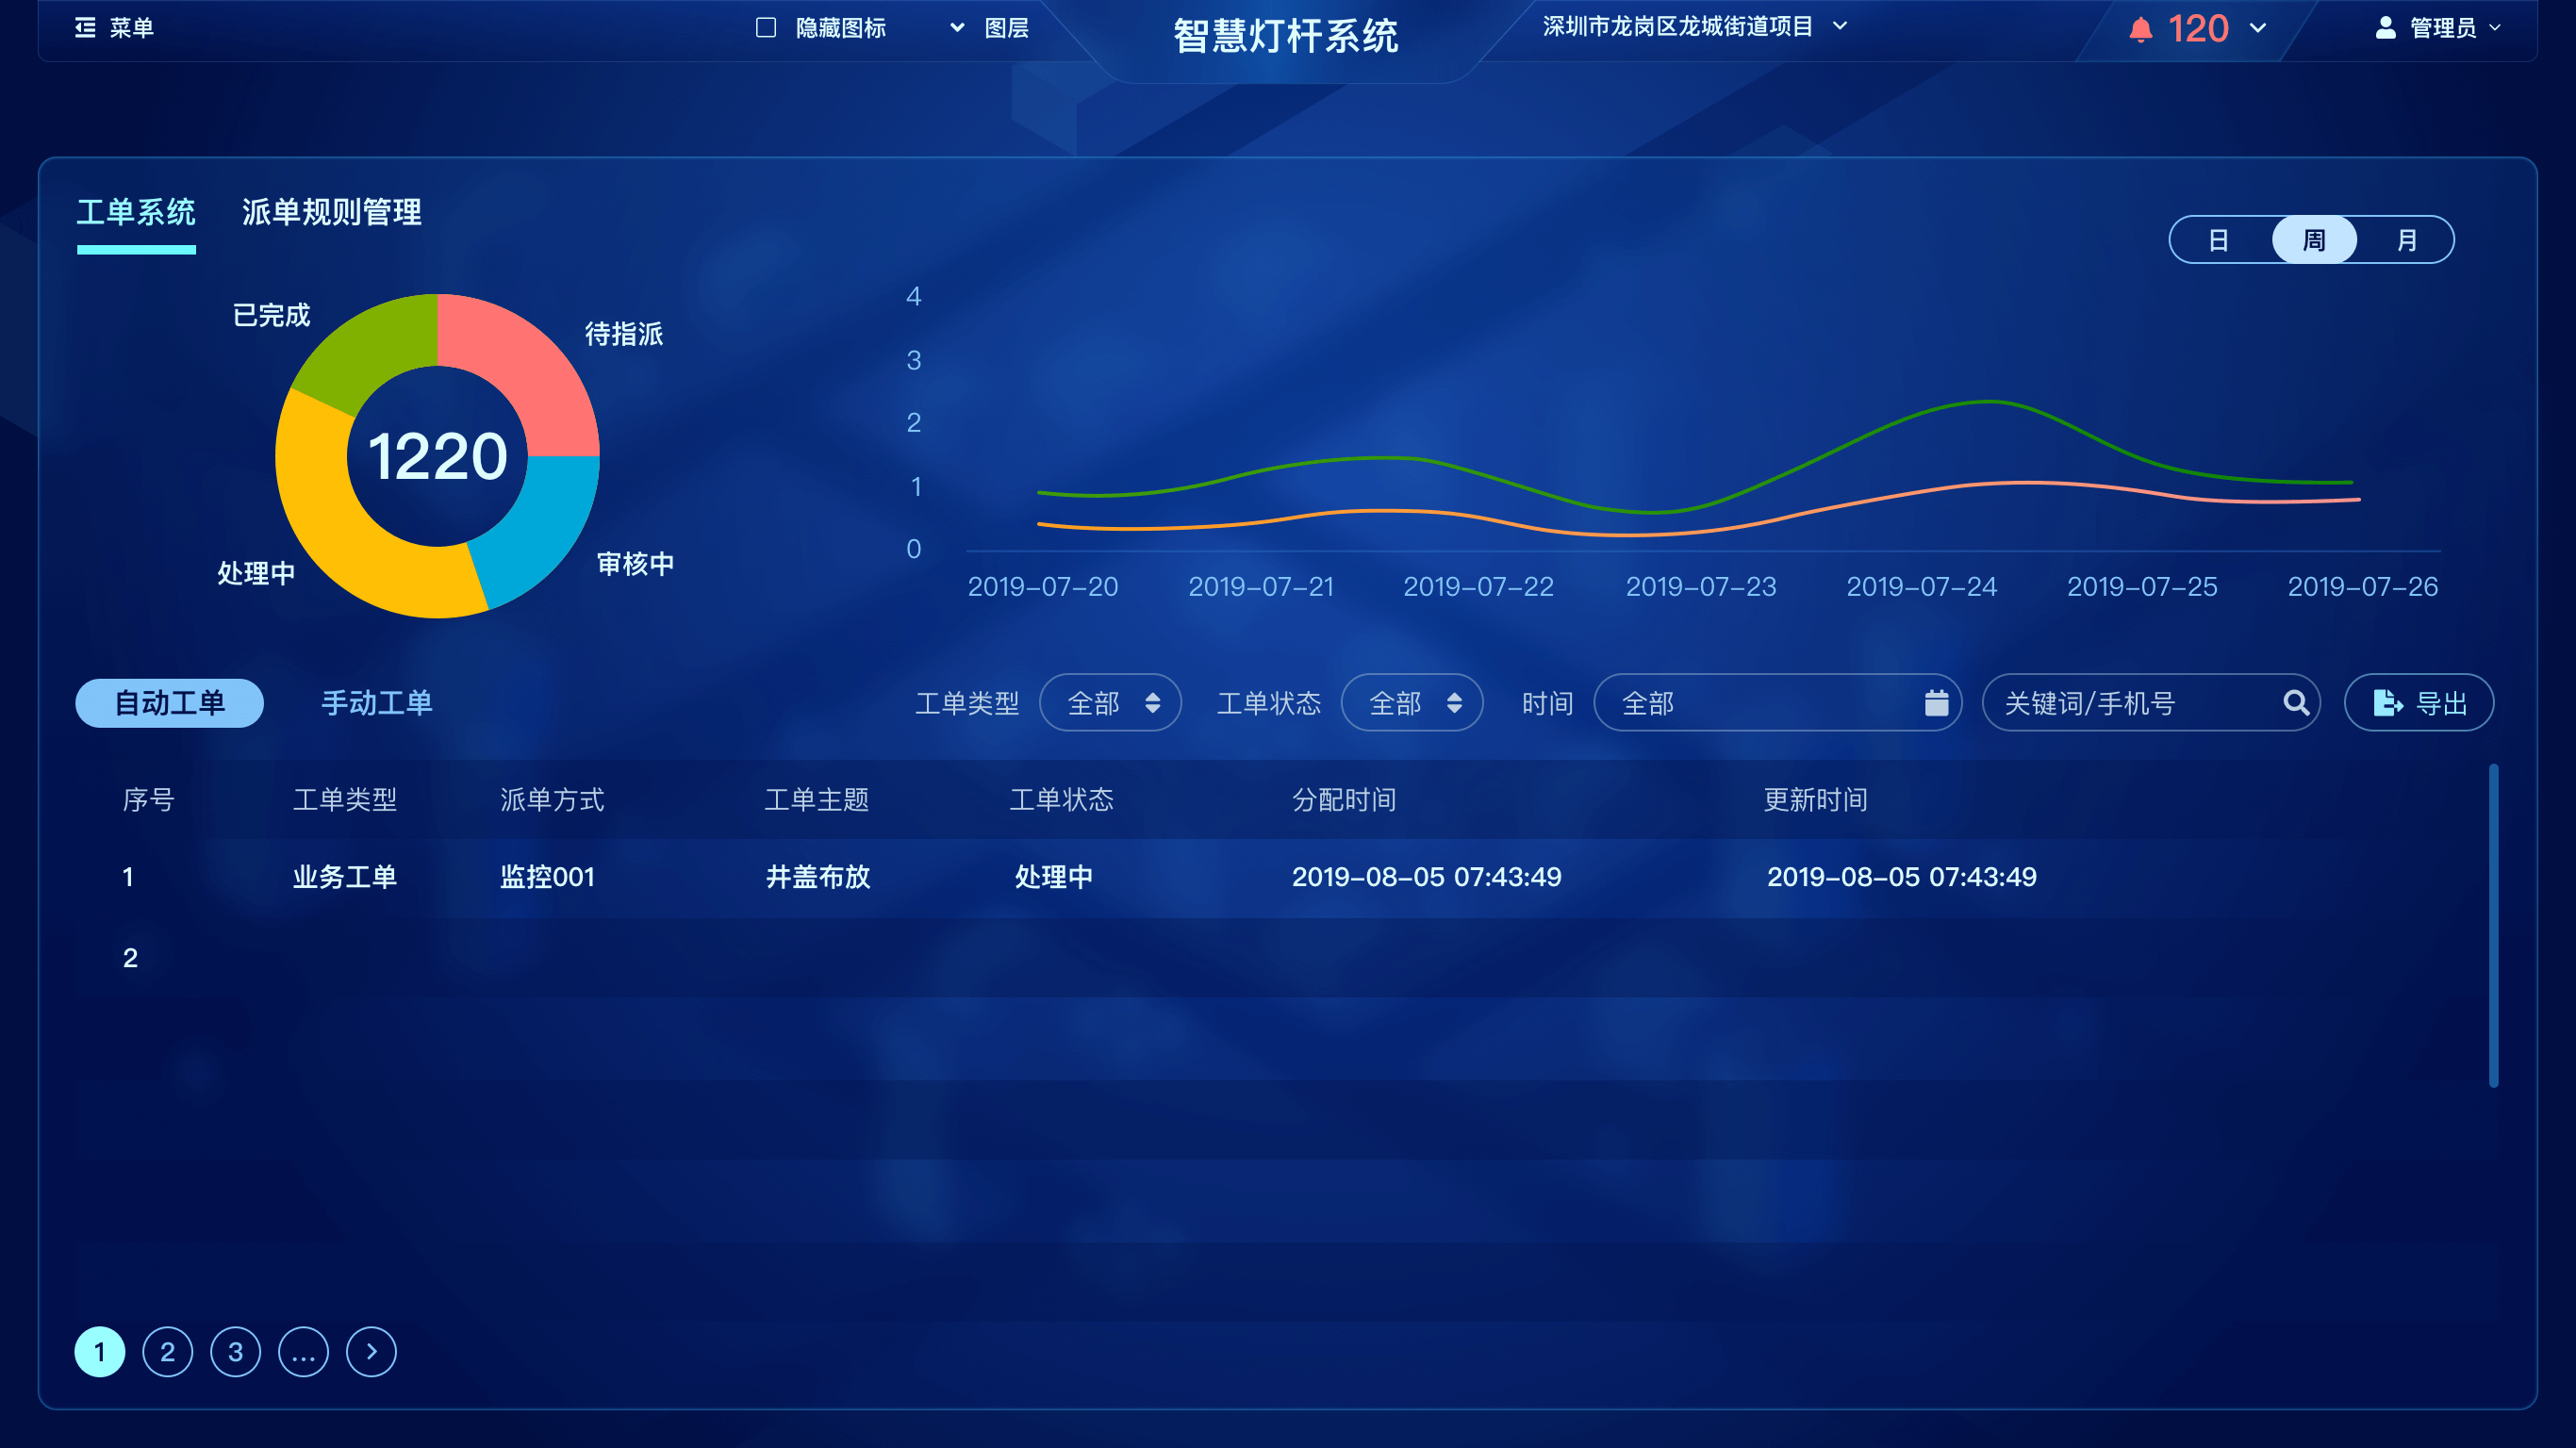 菜单
隐藏图标
图层
智慧灯杆系统
深圳市龙岗区龙城街道项目
120
管理员
工单系统
派单规则管理
日
周
月
已完成
待指派
1220
处理中
审核中
4
3
2
1
0
2019-07-20
2019-07-21
2019-07-22
2019-07-23
2019-07-24
2019-07-25
2019-07-26
自动工单
手动工单
工单类型
全部
工单状态
全部
时间
全部
关键词/手机号
导出
序号 工单类型 派单方式 工单主题 工单状态 分配时间 更新时间
1 业务工单 监控001 井盖布放 处理中 2019-08-05 07:43:49 2019-08-05 07:43:49
2
1 2 3 ...